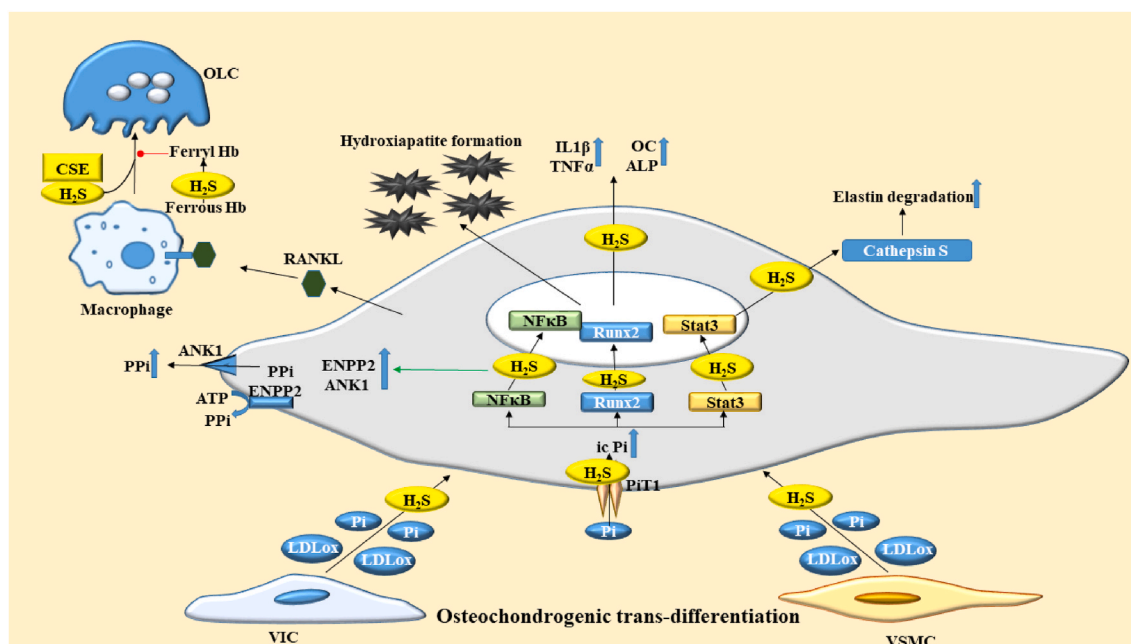 OLC
Ferryl Hb
CSE
H2S
H2S
Ferrous Hb
Macrophage
RANKL
Hydroxiapatite formation
IL1β
TNFα
OC
ALP
H2S
Elastin degradation
Cathepsin S
H2S
NFκB
Runx2
Stat3
ANK1
PPi
PPi
ENPP2
ATP
PPi
ENPP2
ANK1
H2S
H2S
H2S
NFκB
Runx2
Stat3
ic Pi
H2S
PiT1
Pi
H2S
Pi
Pi
LDLox
LDLox
H2S
Pi
Pi
LDLox
LDLox
VIC
Osteochondrogenic trans-differentiation
VSMC